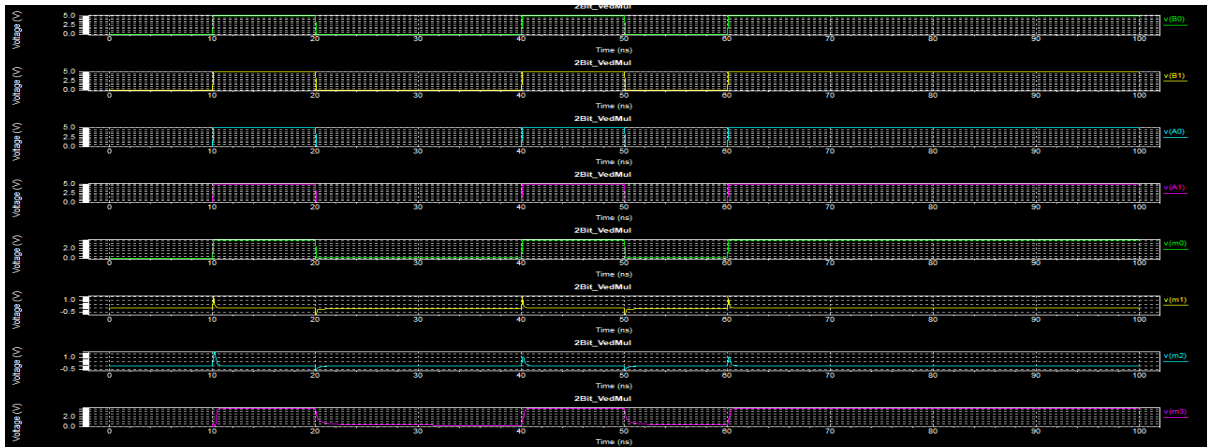 2Bit_VedMul
Voltage (V)
5.0
2.5
0.0
v(B0)
0 10 20 30 40 50 60 70 80 90 100
Time (ns)
2Bit_VedMul
Voltage (V)
5.0
2.5
0.0
v(B1)
0 10 20 30 40 50 60 70 80 90 100
Time (ns)
2Bit_VedMul
Voltage (V)
5.0
2.5
0.0
v(A0)
0 10 20 30 40 50 60 70 80 90 100
Time (ns)
2Bit_VedMul
Voltage (V)
5.0
2.5
0.0
v(A1)
0 10 20 30 40 50 60 70 80 90 100
Time (ns)
2Bit_VedMul
Voltage (V)
2.0
0.0
v(m0)
0 10 20 30 40 50 60 70 80 90 100
Time (ns)
2Bit_VedMul
Voltage (V)
1.0
-0.5
v(m1)
0 10 20 30 40 50 60 70 80 90 100
Time (ns)
2Bit_VedMul
Voltage (V)
1.0
-0.5
v(m2)
0 10 20 30 40 50 60 70 80 90 100
Time (ns)
2Bit_VedMul
Voltage (V)
2.0
0.0
v(m3)
0 10 20 30 40 50 60 70 80 90 100
Time (ns)